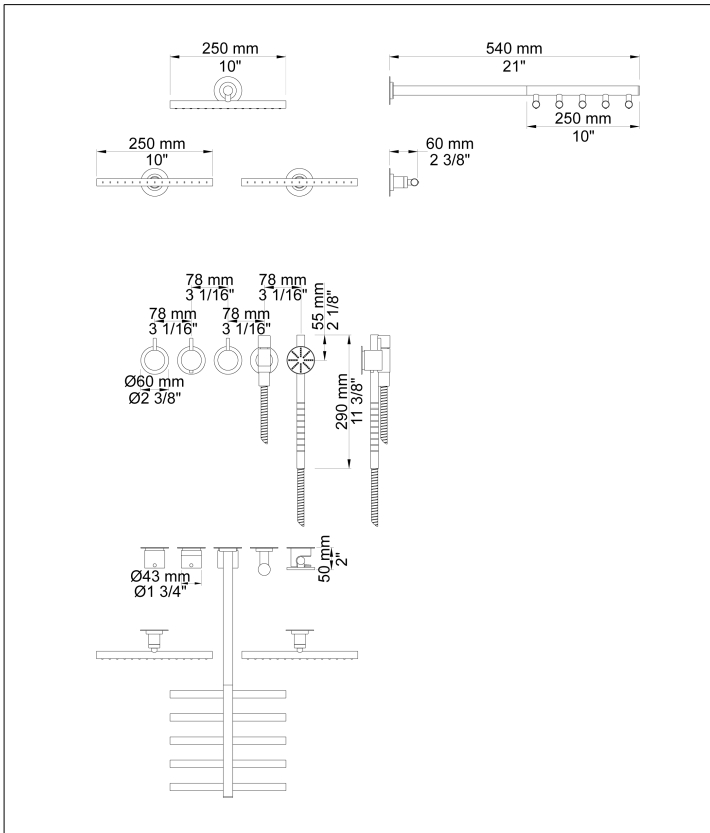 250 mm
10"
540 mm
21"
250 mm
10"
250 mm
10"
60 mm
2 3/8"
78 mm
3 1/16"
78 mm
3 1/16"
78 mm
3 1/16"
78 mm
3 1/16"
55 mm
2 1/8"
Ø60 mm
Ø2 3/8"
290 mm
11 3/8"
Ø43 mm
Ø1 3/4"
50 mm
2"